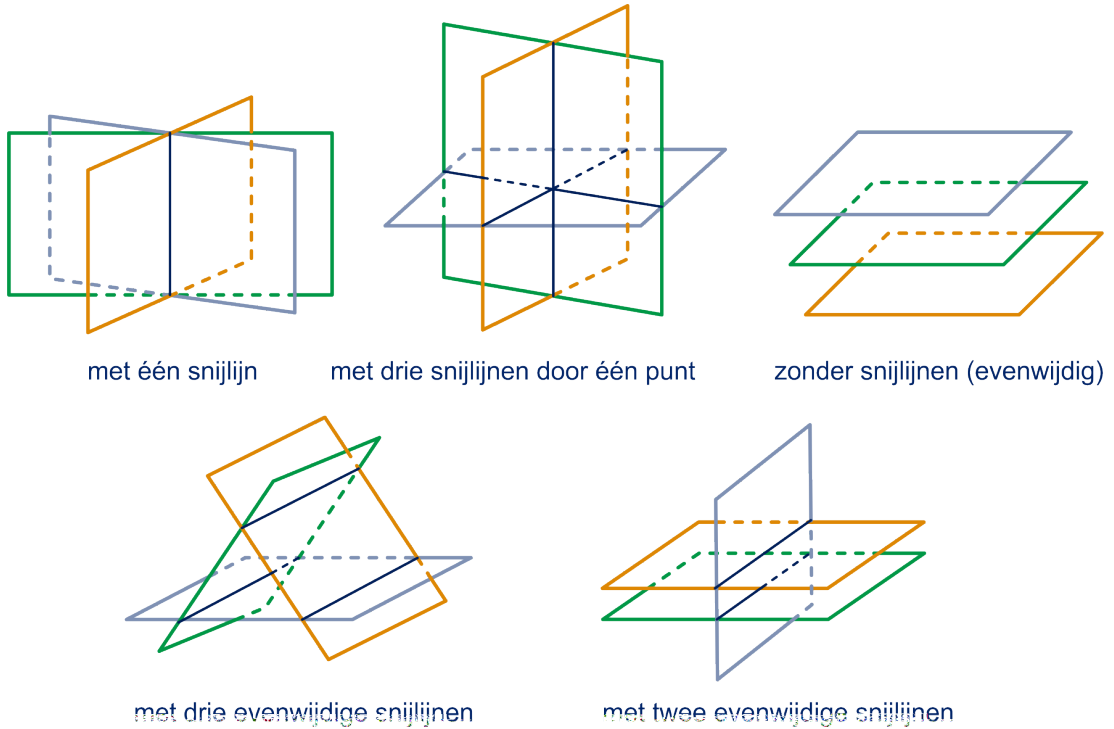 met één snijlijn
met drie snijlijnen door één punt
zonder snijlijnen (evenwijdig)
met drie evenwijdige snijlijnen
met twee evenwijdige snijlijnen